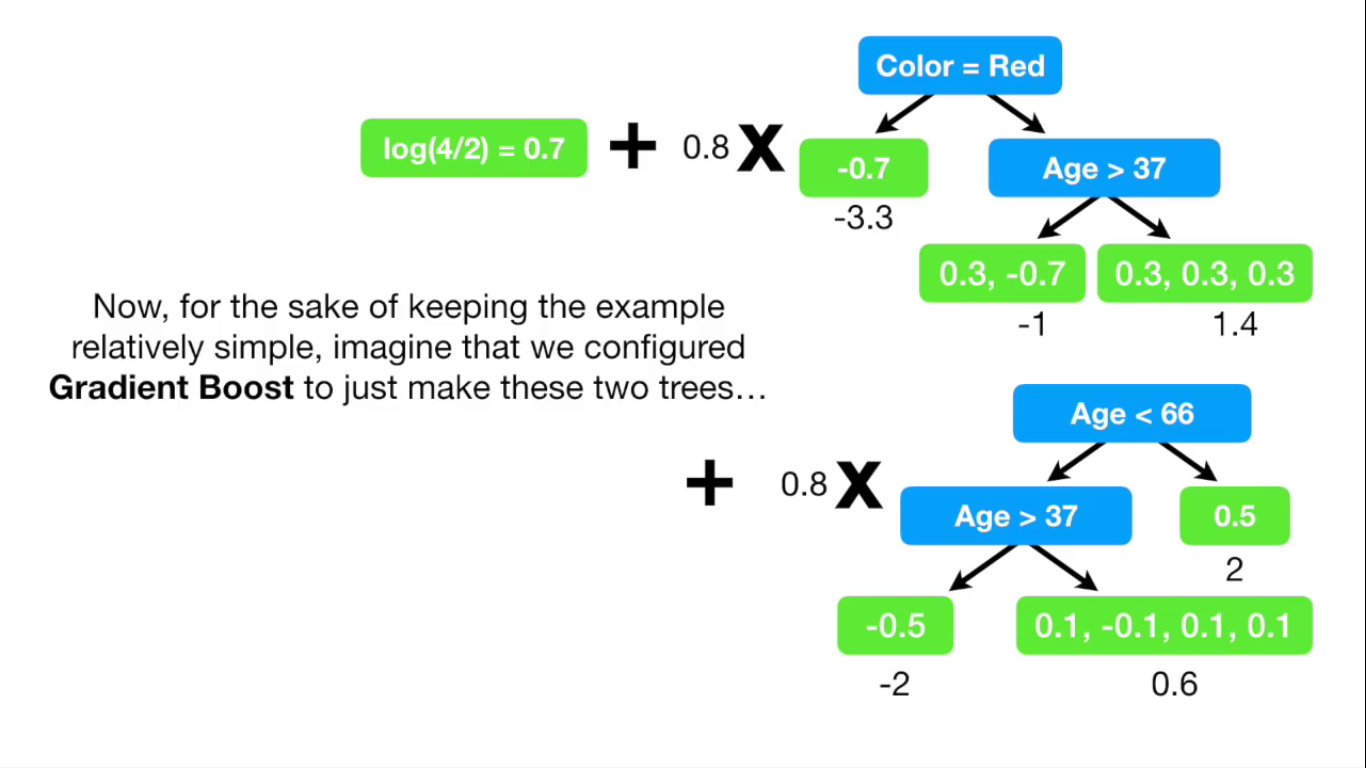 Color = Red
log(4/2) = 0.7 + 0.8 X -0.7 Age > 37
-3.3
0.3, -0.7 0.3, 0.3, 0.3
-1 1.4
Now, for the sake of keeping the example
relatively simple, imagine that we configured
Gradient Boost to just make these two trees…
Age < 66
+ 0.8 X Age > 37 0.5
2
-0.5 0.1, -0.1, 0.1, 0.1
-2 0.6